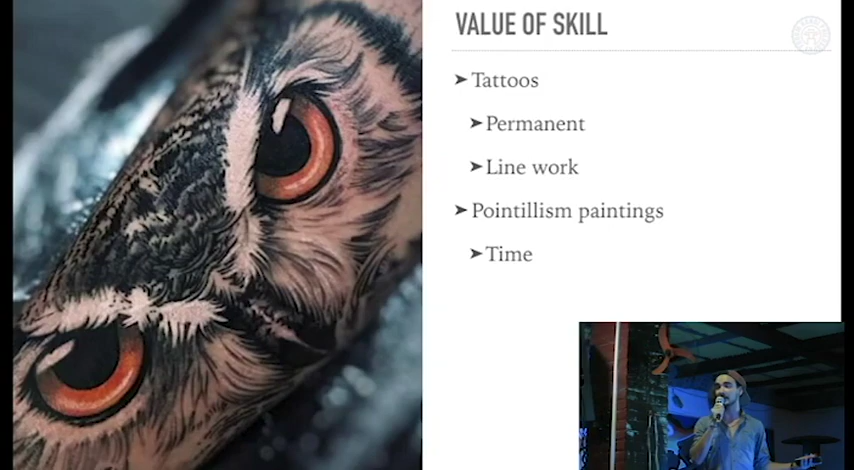 VALUE OF SKILL
➤ Tattoos
➤ Permanent
➤ Line work
➤ Pointillism paintings
➤ Time